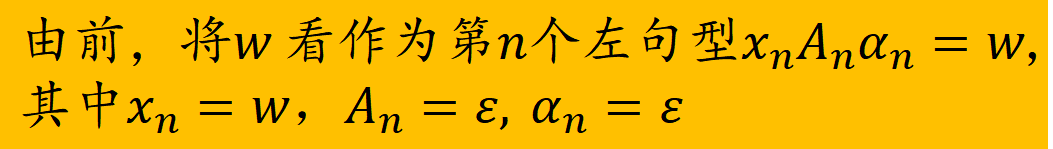 由前，将w 看作为第n个左句型xₙAₙαₙ = w,
其中xₙ = w，Aₙ = ε, αₙ = ε